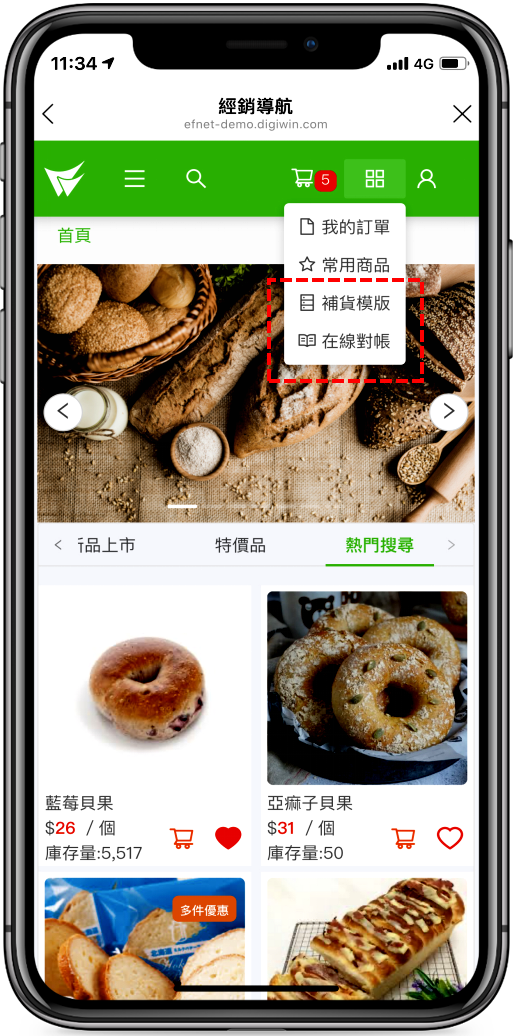 11:34
4G
經銷導航
efnet-demo.digiwin.com
5
首頁
我的訂單
常用商品
補貨模版
在線對帳
品上市
特價品
熱門搜尋
藍莓貝果
$26 / 個
庫存量:5,517
亞痲子貝果
$31 / 個
庫存量:50
多件優惠
北海道